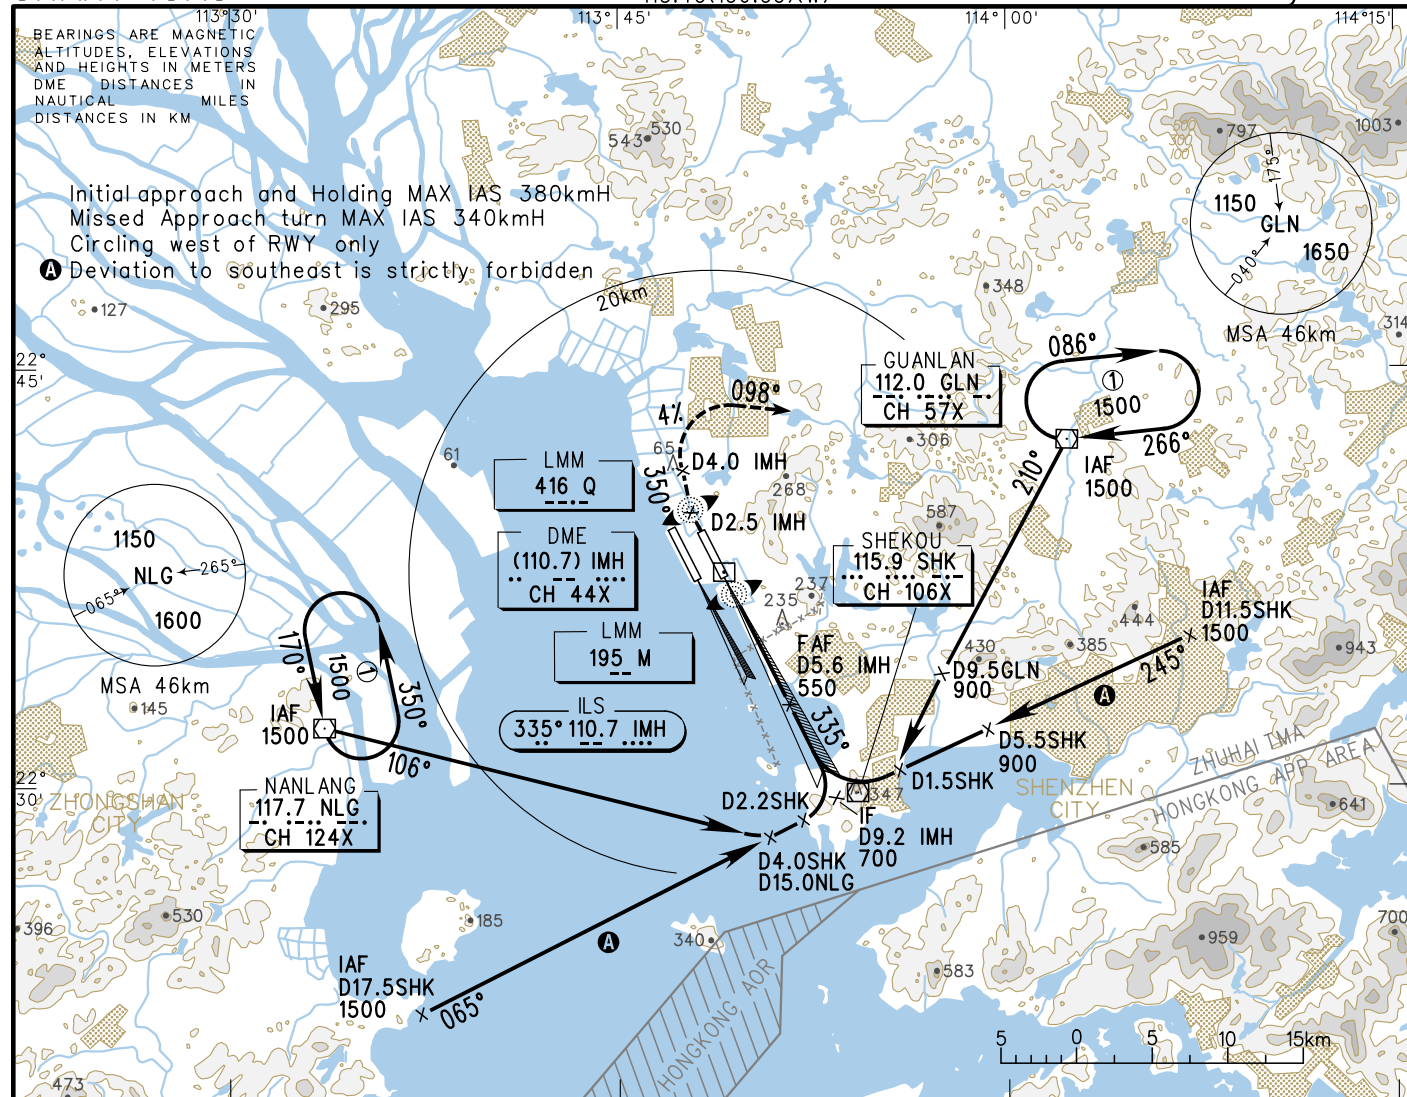 113°30'
113°45'
114°00'
114°15'
BEARINGS ARE MAGNETIC
ALTITUDES, ELEVATIONS
AND HEIGHTS IN METERS
DME DISTANCES IN
NAUTICAL MILES
DISTANCES IN KM
Initial approach and Holding MAX IAS 380kmH
Missed Approach turn MAX IAS 340kmH
Circling west of RWY only
A Deviation to southeast is strictly forbidden
543
530
500
300
100
797
1003
175°
1150
GLN
1650
040°
MSA 46km
127
295
20km
348
314
22°
45'
GUANLAN
112.0 GLN
CH 57X
086°
1
1500
266°
IAF
1500
210°
306
098°
4%
65
D4.0 IMH
350°
268
D2.5 IMH
61
LMM
416 Q
DME
(110.7) IMH
CH 44X
LMM
195 M
ILS
335° 110.7 IMH
587
SHEKOU
115.9 SHK
CH 106X
237
235
1150
NLG
265°
065°
1600
MSA 46km
145
170°
1500
1
350°
IAF
1500
106°
NANLANG
117.7 NLG
CH 124X
FAF
D5.6 IMH
550
335°
430
D9.5GLN
900
385
444
IAF
D11.5SHK
1500
245°
A
943
D5.5SHK
900
D1.5SHK
347
IF
D9.2 IMH
700
D2.2SHK
D4.0SHK
D15.0NLG
22°
30'
ZHONGSHAN
CITY
SHENZHEN
CITY
ZHUHAI TMA
HONGKONG APP AREA
641
585
700
959
583
396
530
185
340
A
IAF
D17.5SHK
1500
065°
HONGKONG AOR
473
5 0 5 10 15km